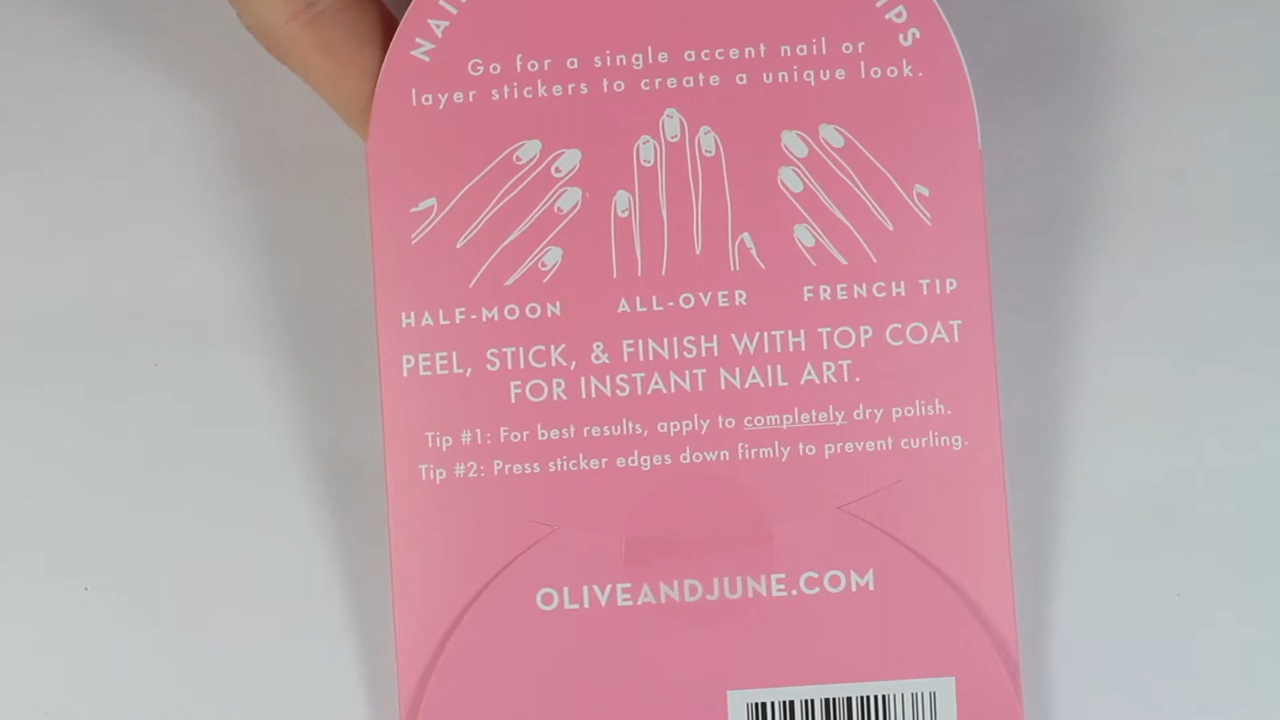 Go for a single accent nail or
layer stickers to create a unique look.
HALF-MOON ALL-OVER FRENCH TIP
PEEL, STICK, & FINISH WITH TOP COAT
FOR INSTANT NAIL ART.
Tip #1: For best results, apply to completely dry polish.
Tip #2: Press sticker edges down firmly to prevent curling.
OLIVEANDJUNE.COM